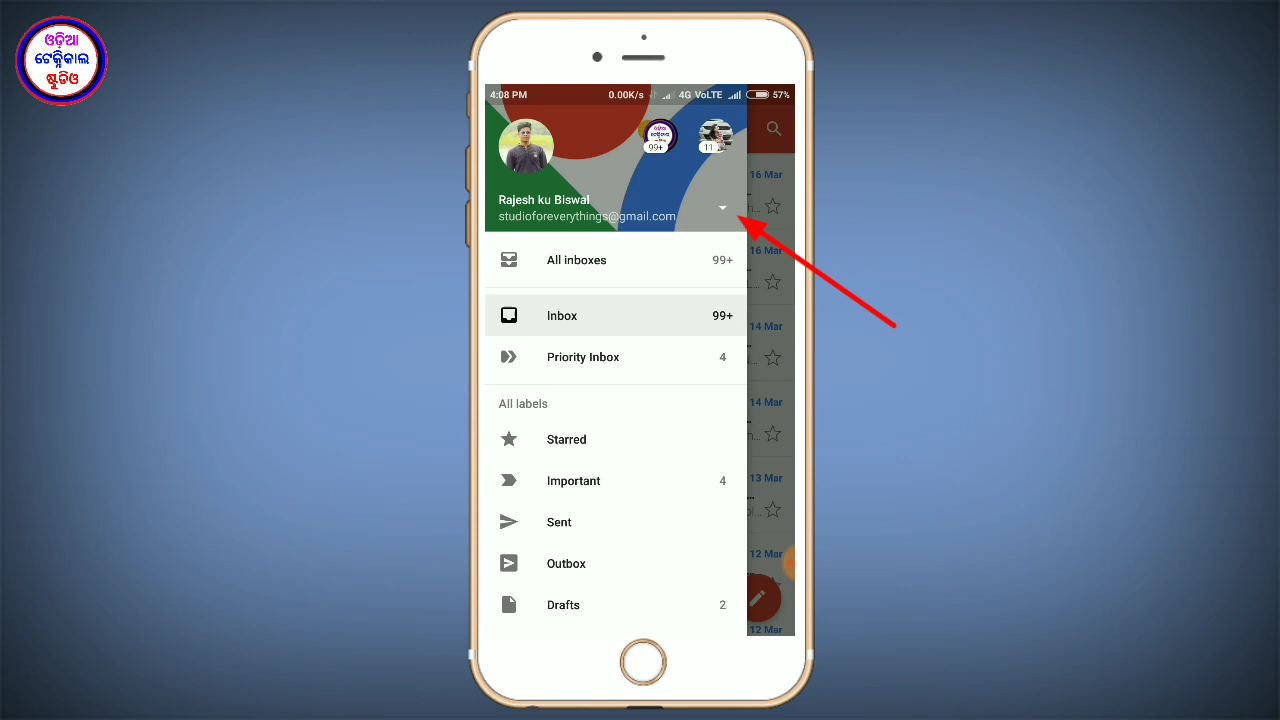 ଓଡ଼ିଆ
ଟେକ୍ନିକାଲ
ଷ୍ଟୁଡିଓ
4:08 PM 0.00K/s 4G VoLTE 57%
99+ 11
Rajesh ku Biswal
studioforeverythings@gmail.com
All inboxes 99+
Inbox 99+
Priority Inbox 4
All labels
Starred
Important 4
Sent
Outbox
Drafts 2
16 Mar
16 Mar
14 Mar
14 Mar
13 Mar
12 Mar
12 Mar